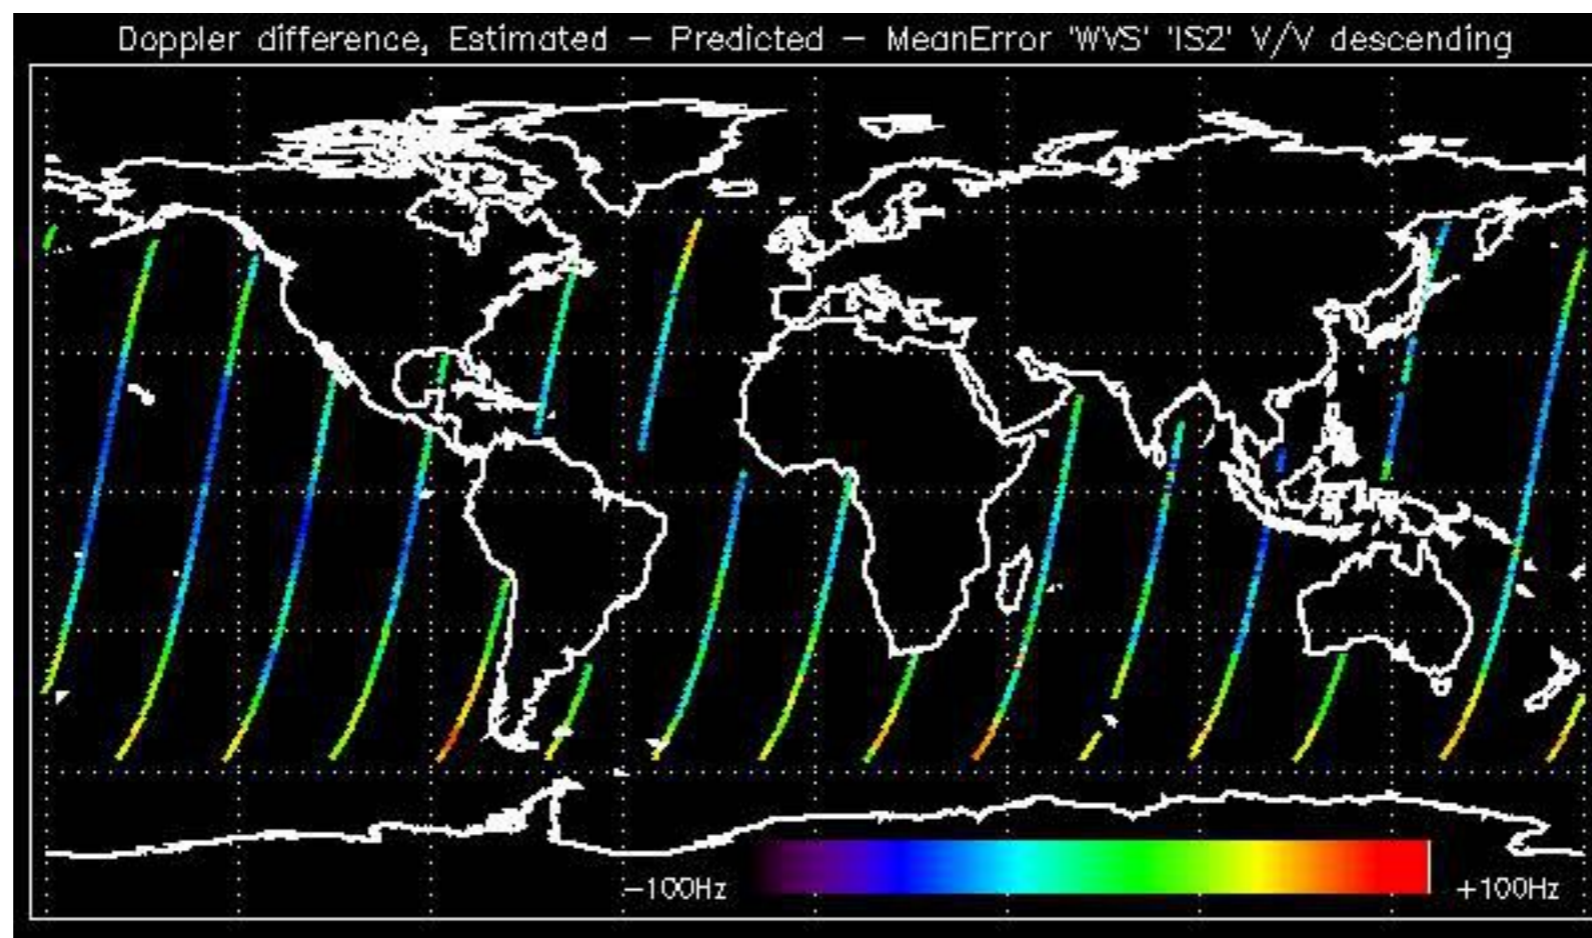 Doppler difference, Estimated - Predicted - MeanError 'WVS' 'IS2' V/V descending
-100Hz
+100Hz